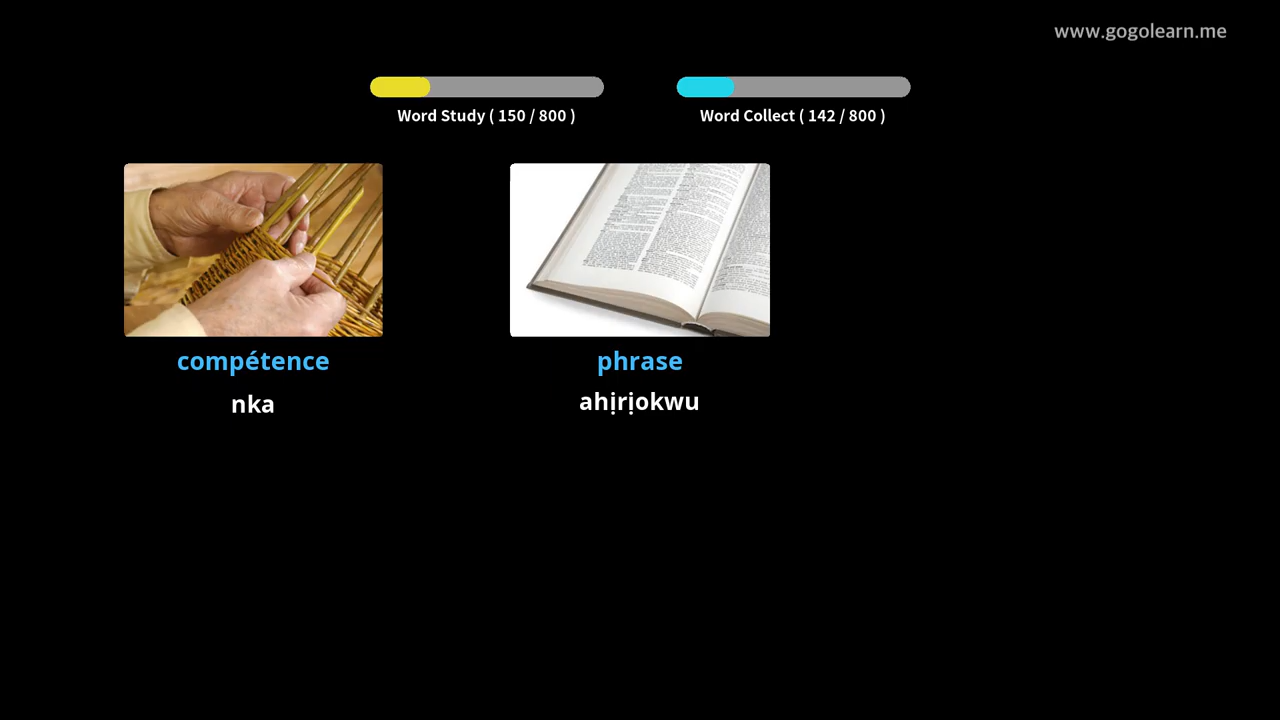 www.gogolearn.me
Word Study ( 150 / 800 )
Word Collect ( 142 / 800 )
compétence
nka
phrase
ahịrịokwu